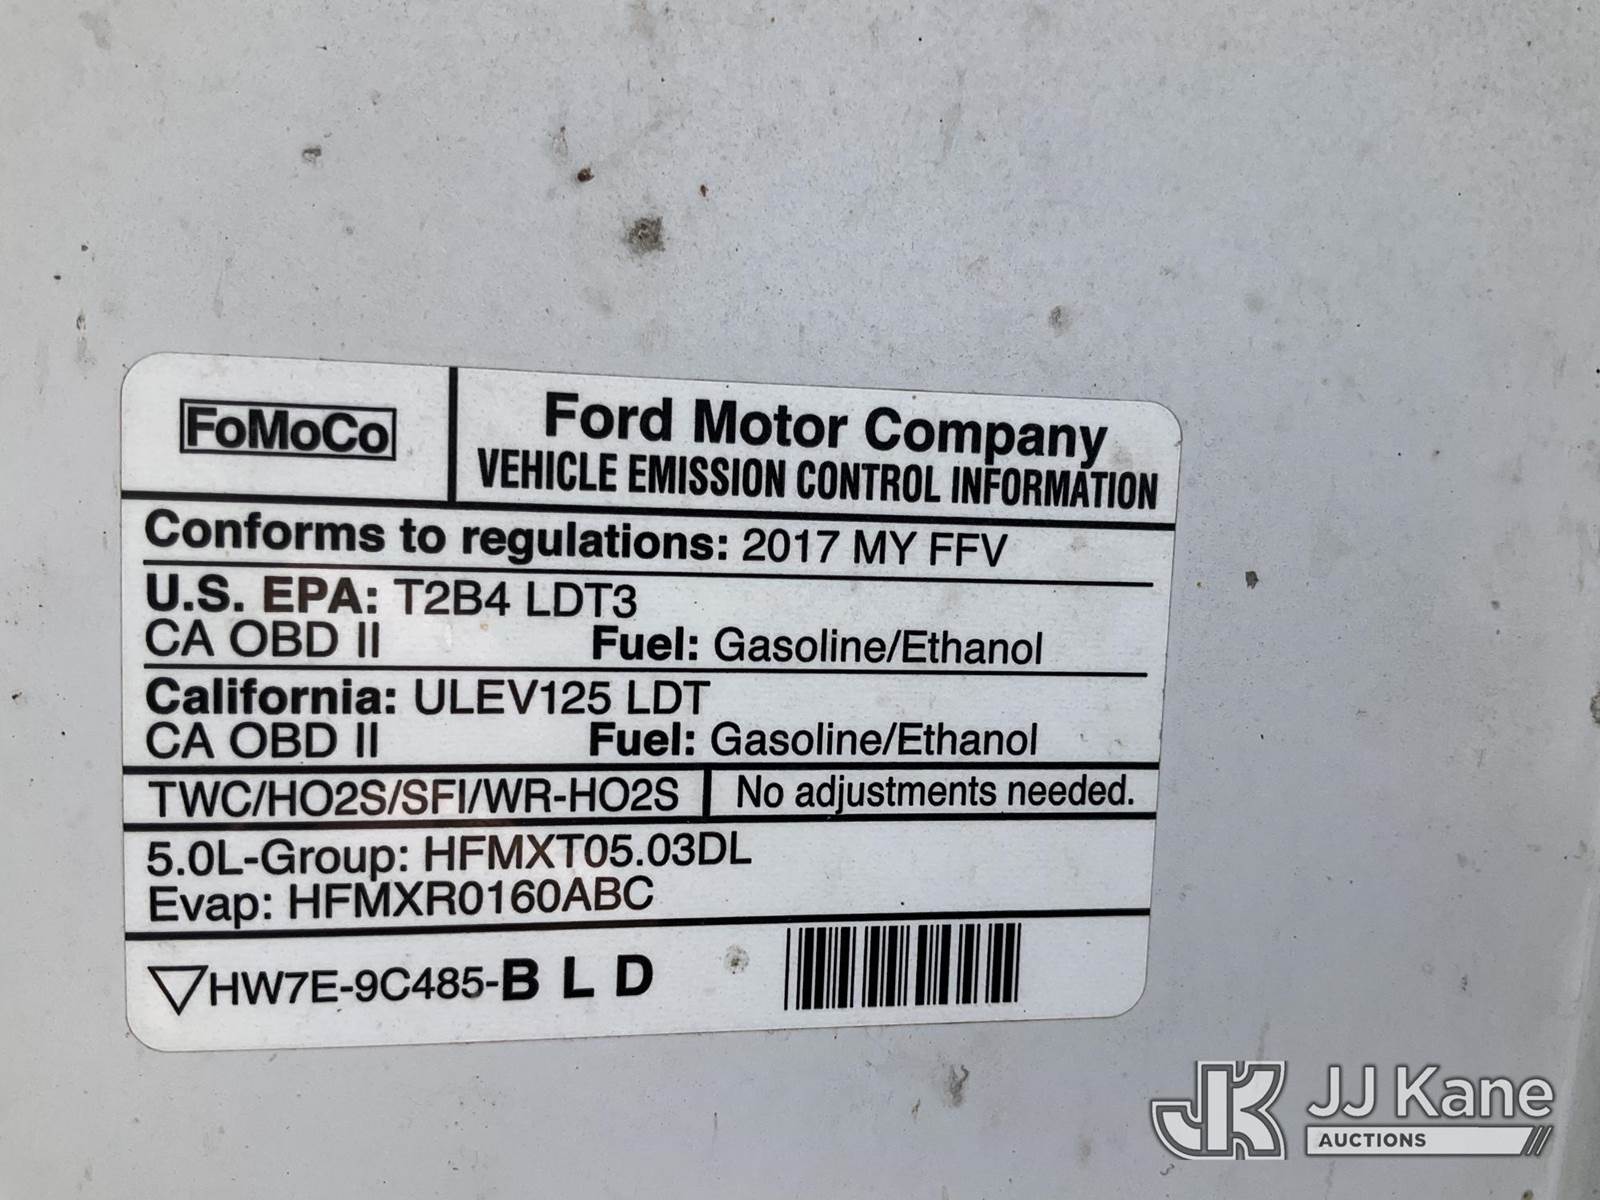 FoMoCo
Ford Motor Company
VEHICLE EMISSION CONTROL INFORMATION
Conforms to regulations: 2017 MY FFV
U.S. EPA: T2B4 LDT3
CA OBD II Fuel: Gasoline/Ethanol
California: ULEV125 LDT
CA OBD II Fuel: Gasoline/Ethanol
TWC/HO2S/SFI/WR-HO2S No adjustments needed.
5.0L-Group: HFMXT05.03DL
Evap: HFMXR0160ABC
HW7E-9C485-B L D
JK JJ Kane
AUCTIONS